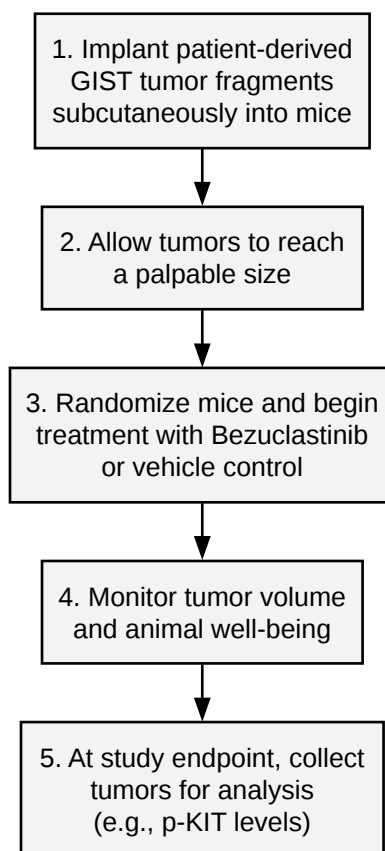 1. Implant patient-derived
GIST tumor fragments
subcutaneously into mice
2. Allow tumors to reach
a palpable size
3. Randomize mice and begin
treatment with Bezuclastinib
or vehicle control
4. Monitor tumor volume
and animal well-being
5. At study endpoint, collect
tumors for analysis
(e.g., p-KIT levels)